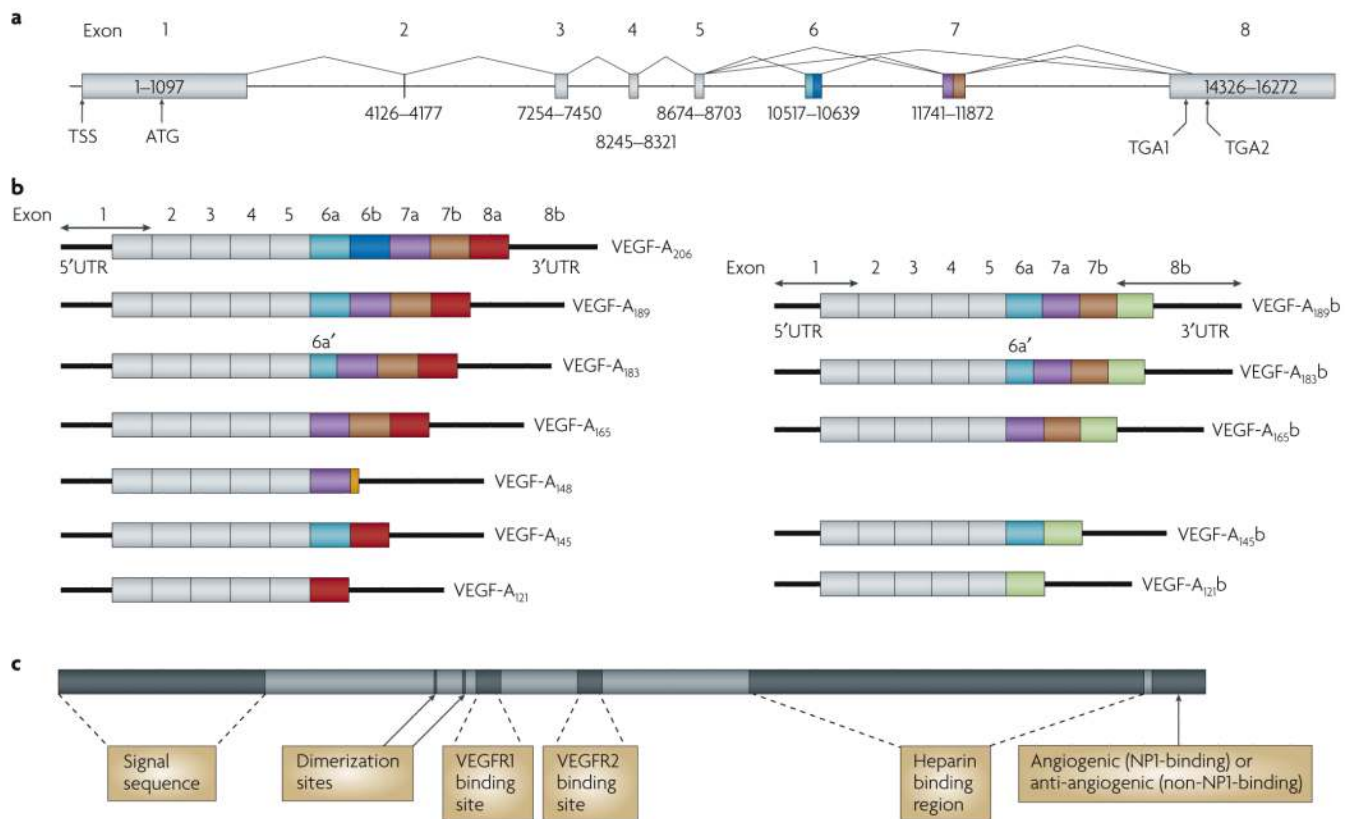 a
Exon 1 2 3 4 5 6 7 8
1–1097
14326–16272
4126–4177
7254–7450
8674–8703
10517–10639
11741–11872
8245–8321
TSS
ATG
TGA1
TGA2
b
Exon 1 2 3 4 5 6a 6b 7a 7b 8a 8b
VEGF-A206
5′UTR
3′UTR
VEGF-A189
6a′
VEGF-A183
VEGF-A165
VEGF-A148
VEGF-A145
VEGF-A121
Exon 1 2 3 4 5 6a 7a 7b 8b
VEGF-A189b
5′UTR
3′UTR
6a′
VEGF-A183b
VEGF-A165b
VEGF-A145b
VEGF-A121b
c
Signal
sequence
Dimerization
sites
VEGFR1
binding
site
VEGFR2
binding
site
Heparin
binding
region
Angiogenic (NP1-binding) or
anti-angiogenic (non-NP1-binding)